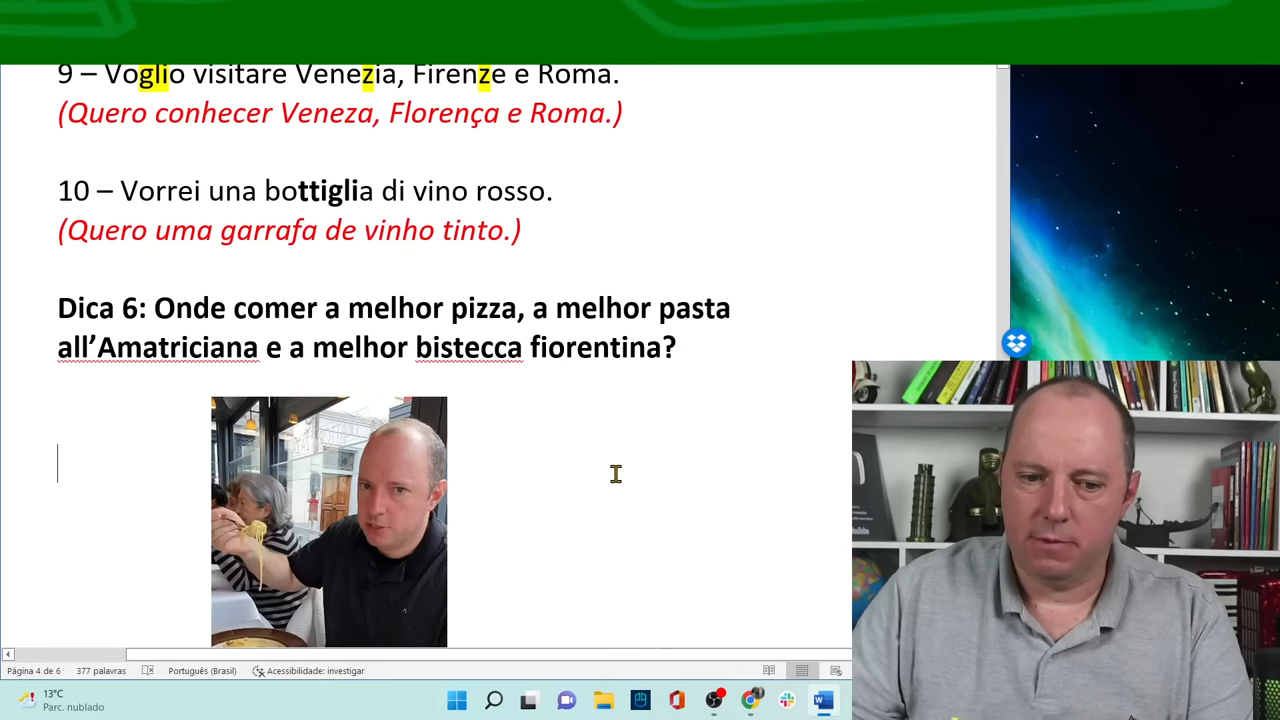 9 – Voglio visitare Venezia, Firenze e Roma.
(Quero conhecer Veneza, Florença e Roma.)
10 – Vorrei una bottiglia di vino rosso.
(Quero uma garrafa de vinho tinto.)
Dica 6: Onde comer a melhor pizza, a melhor pasta
all’Amatriciana e a melhor bistecca fiorentina?
Página 4 de 6 377 palavras Português (Brasil) Acessibilidade: investigar
13°C
Parc. nublado